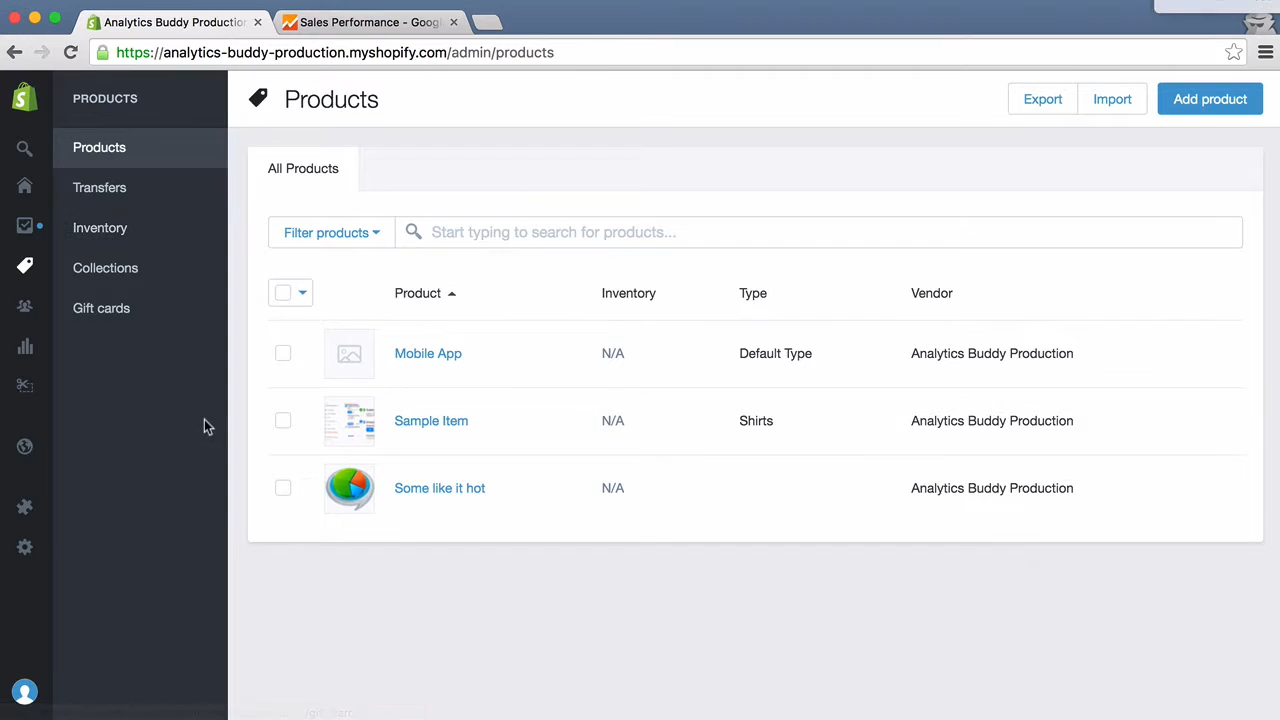 Analytics Buddy Production
Sales Performance - Googl
https://analytics-buddy-production.myshopify.com/admin/products
PRODUCTS
Products
Transfers
Inventory
Collections
Gift cards
Products
Export
Import
Add product
All Products
Filter products
Start typing to search for products...
Product Inventory Type Vendor
Mobile App N/A Default Type Analytics Buddy Production
Sample Item N/A Shirts Analytics Buddy Production
Some like it hot N/A Analytics Buddy Production